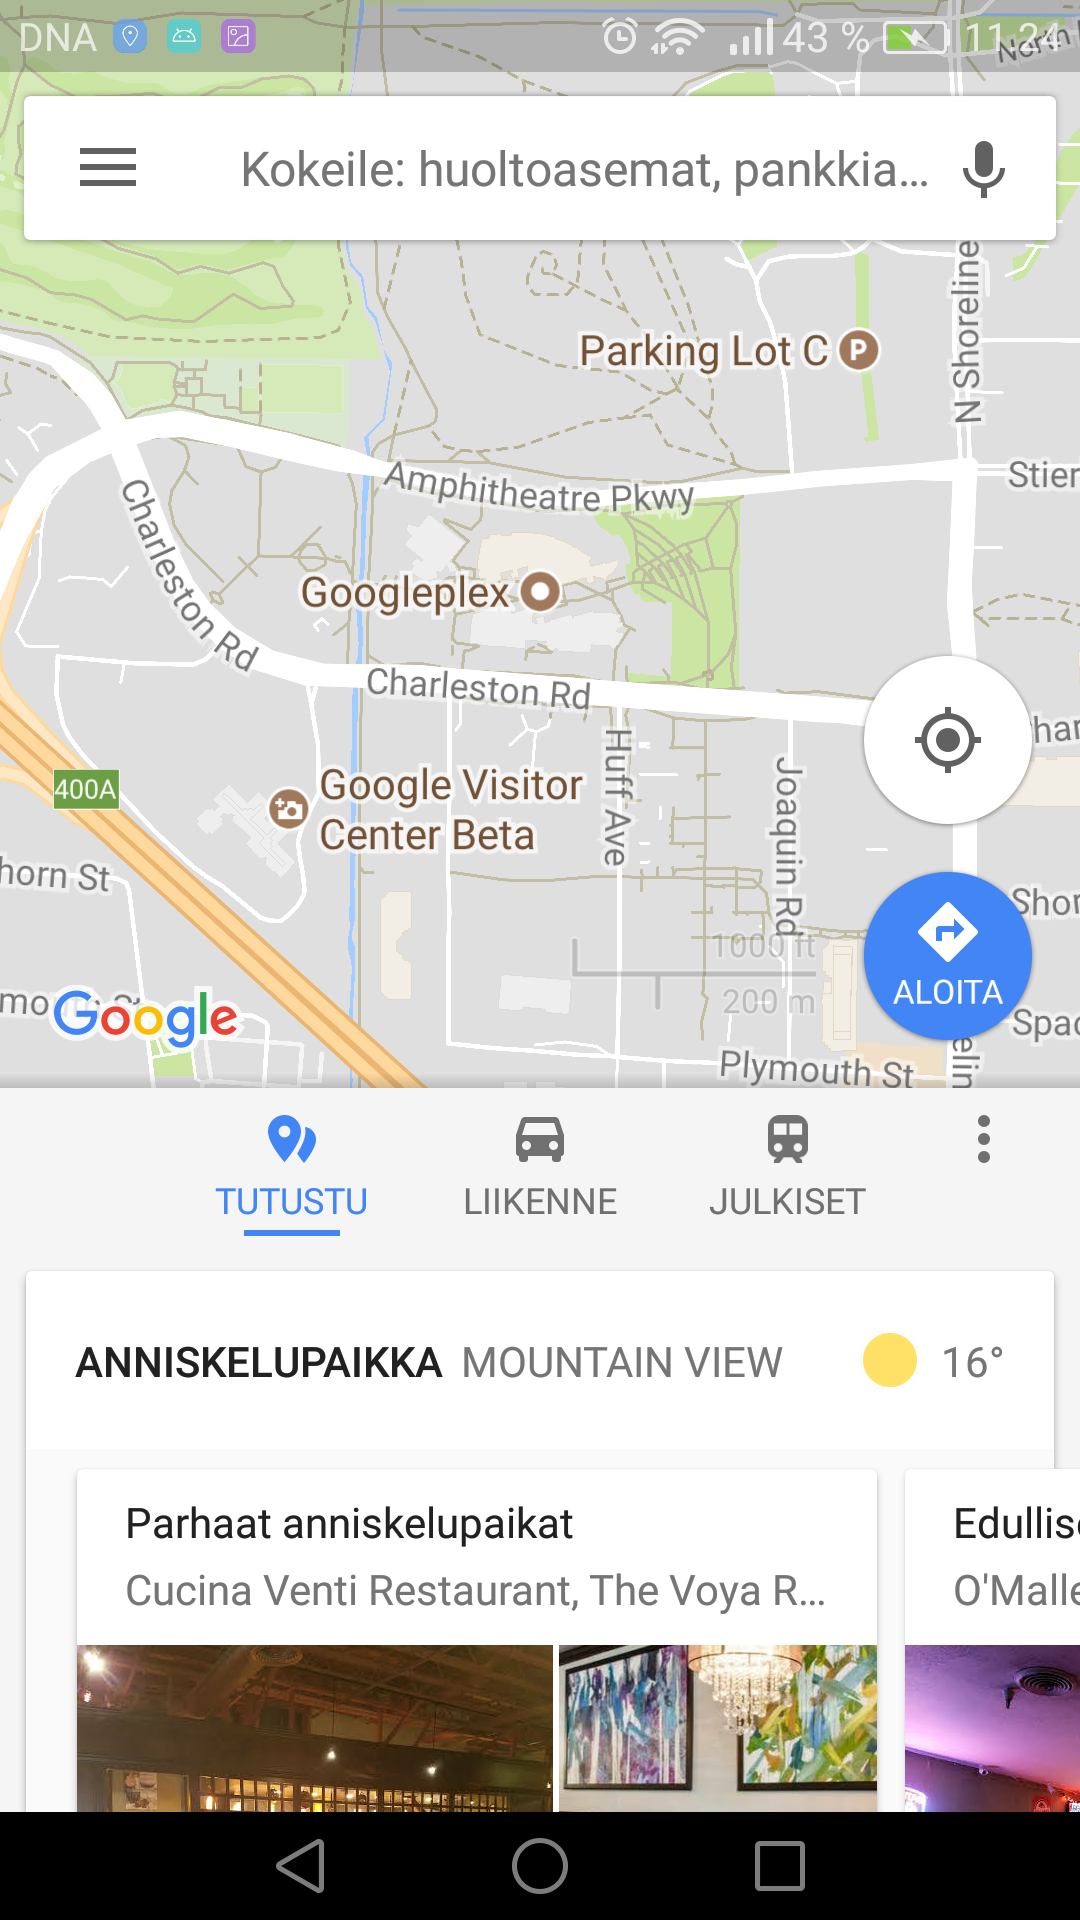 DNA 43 % 11.24
North
Kokeile: huoltoasemat, pankkia...
N Shoreline
Parking Lot C P
Stier
Amphitheatre Pkwy
Charleston Rd
Googleplex
Charleston Rd
Huff Ave
Joaquin Rd
400A
Google Visitor
Center Beta
horn St
Shor
1000 ft
200 m
ALOITA
Google
Spac
Plymouth St
elin
TUTUSTU LIIKENNE JULKISET
ANNISKELUPAIKKA MOUNTAIN VIEW 16°
Parhaat anniskelupaikat
Cucina Venti Restaurant, The Voya R...
Edullis
O'Malle